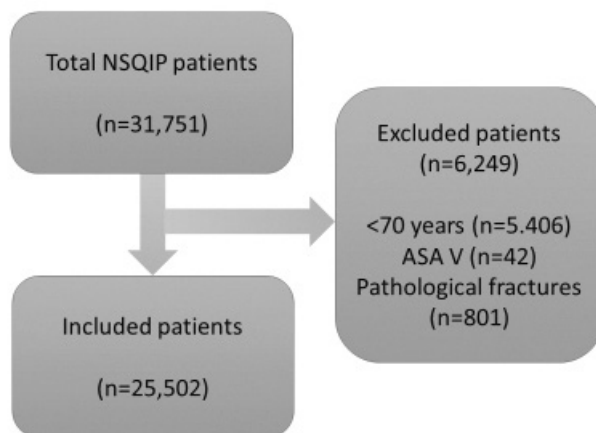 Total NSQIP patients
(n=31,751)
Excluded patients
(n=6,249)
<70 years (n=5.406)
ASA V (n=42)
Pathological fractures
(n=801)
Included patients
(n=25,502)